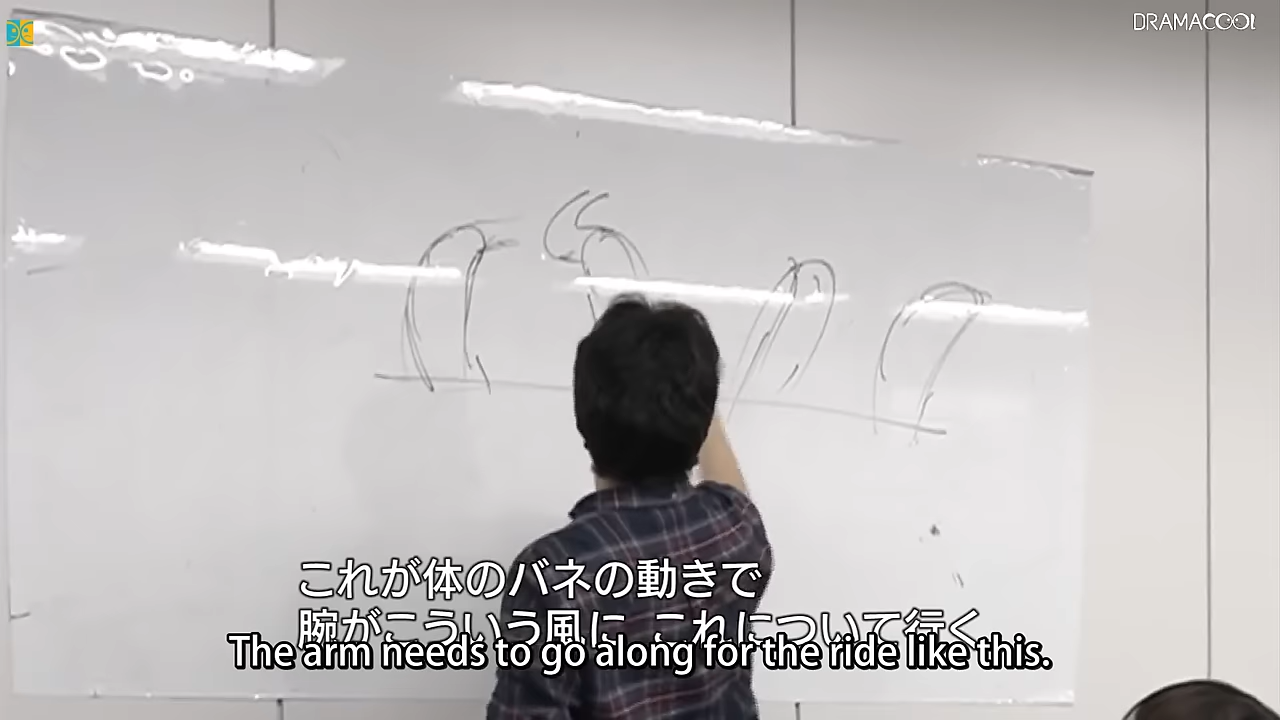 DRAMACOOL
これが体のバネの動きで
腕がこういう風に これについて行く
The arm needs to go along for the ride like this.